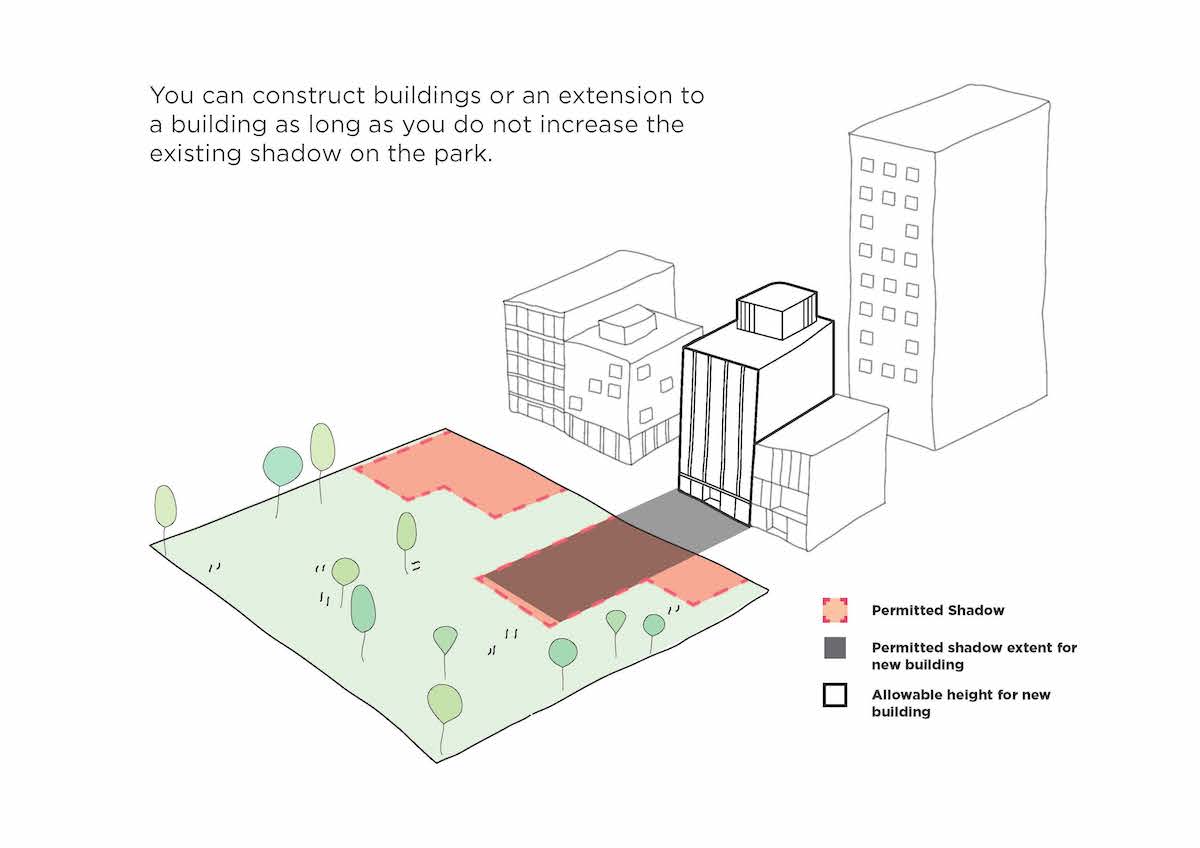 You can construct buildings or an extension to
a building as long as you do not increase the
existing shadow on the park.
Permitted Shadow
Permitted shadow extent for
new building
Allowable height for new
building